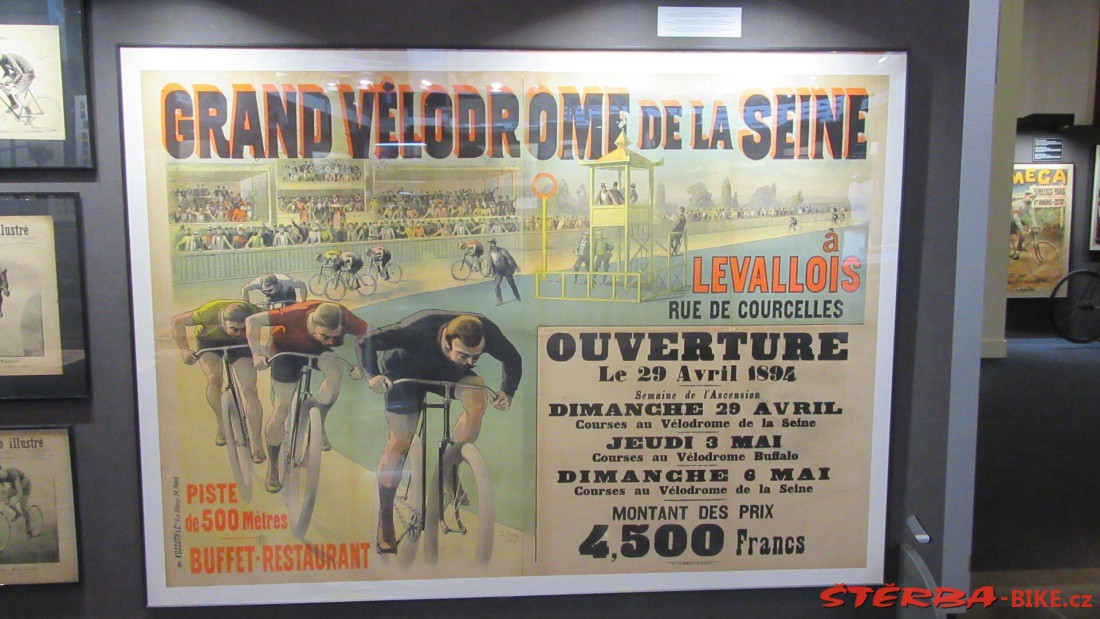 GRAND VÉLODROME DE LA SEINE
à
LEVALLOIS
RUE DE COURCELLES
OUVERTURE
Le 29 Avril 1894
Semaine de l'Ascension
DIMANCHE 29 AVRIL
Courses au Vélodrome de la Seine
JEUDI 3 MAI
Courses au Vélodrome Buffalo
DIMANCHE 6 MAI
Courses au Vélodrome de la Seine
MONTANT DES PRIX
4,500 Francs
PISTE
de 500 Mètres
BUFFET-RESTAURANT
illustré
illustré
MEGA
ŠTĚRBA-BIKE.cz